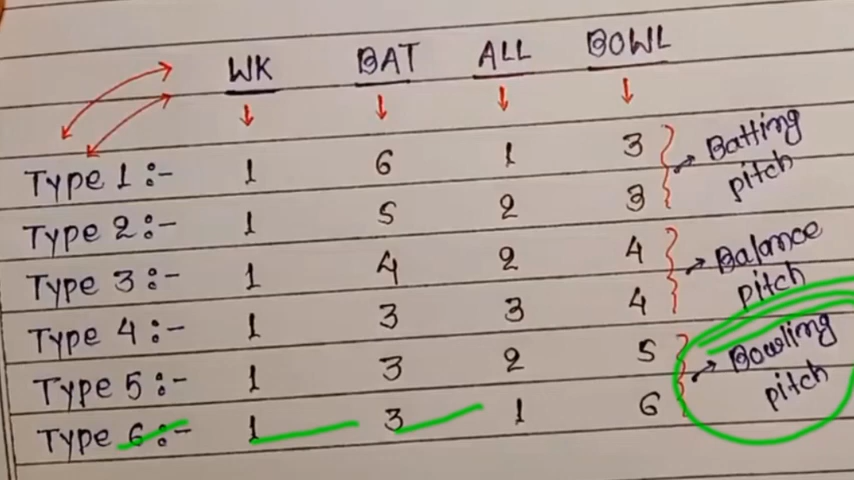 WK BAT ALL BOWL
Type 1:- 1 6 1 3
Type 2:- 1 5 2 3
Batting
pitch
Type 3:- 1 4 2 4
Type 4:- 1 3 3 4
Balance
pitch
Type 5:- 1 3 2 5
Type 6:- 1 3 1 6
Bowling
pitch